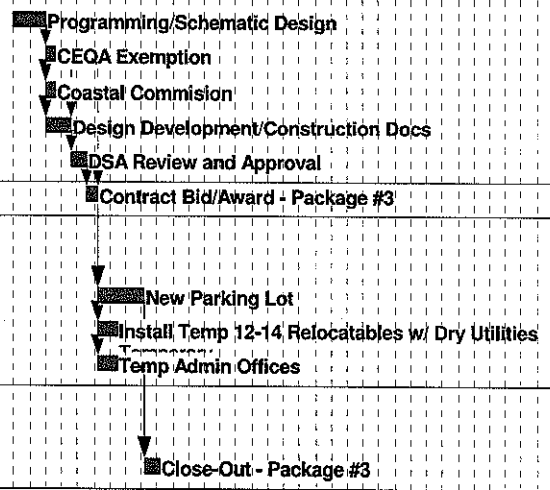 Programming/Schematic Design
CEQA Exemption
Coastal Commision
Design Development/Construction Docs
DSA Review and Approval
Contract Bid/Award - Package #3
New Parking Lot
Install Temp 12-14 Relocatables w/ Dry Utilities
Temp Admin Offices
Close-Out - Package #3